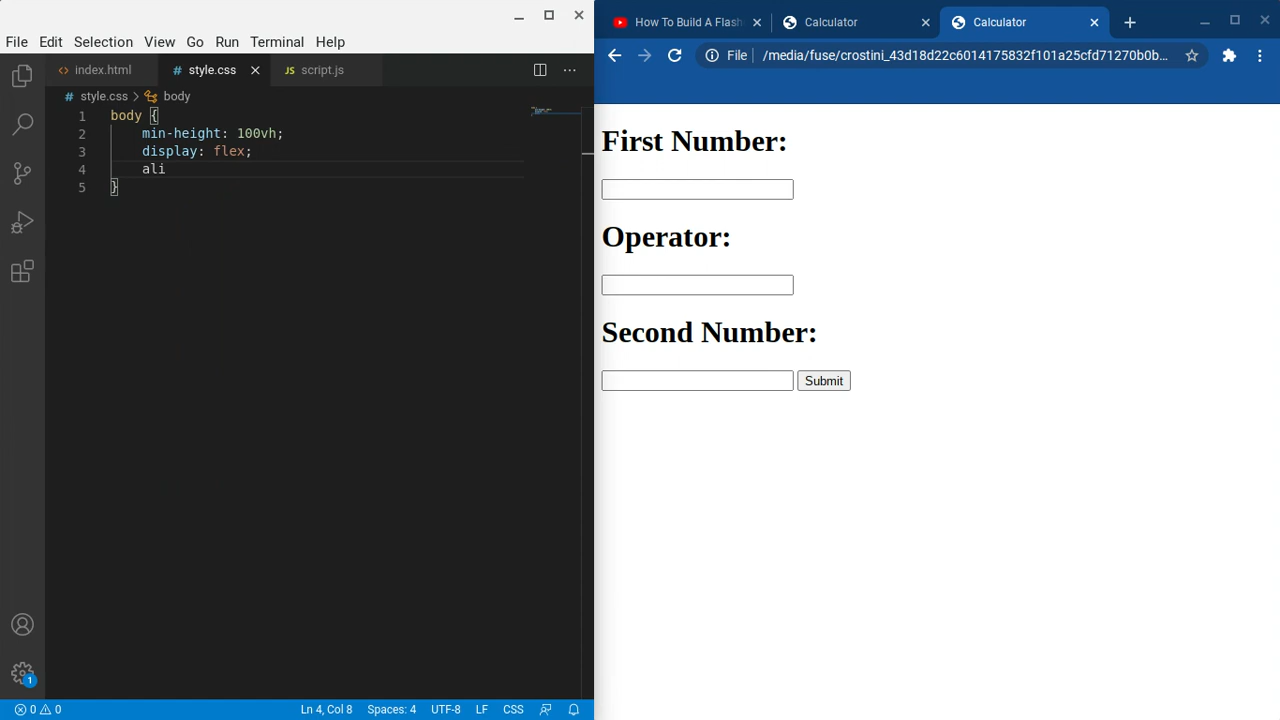 File Edit Selection View Go Run Terminal Help
index.html style.css script.js
style.css body
1 body {
2 min-height: 100vh;
3 display: flex;
4 ali
5 }
1
0 0 Ln 4, Col 8 Spaces: 4 UTF-8 LF CSS
How To Build A Flash Calculator Calculator
File /media/fuse/crostini_43d18d22c6014175832f101a25cfd71270b0b...
First Number:
Operator:
Second Number:
Submit